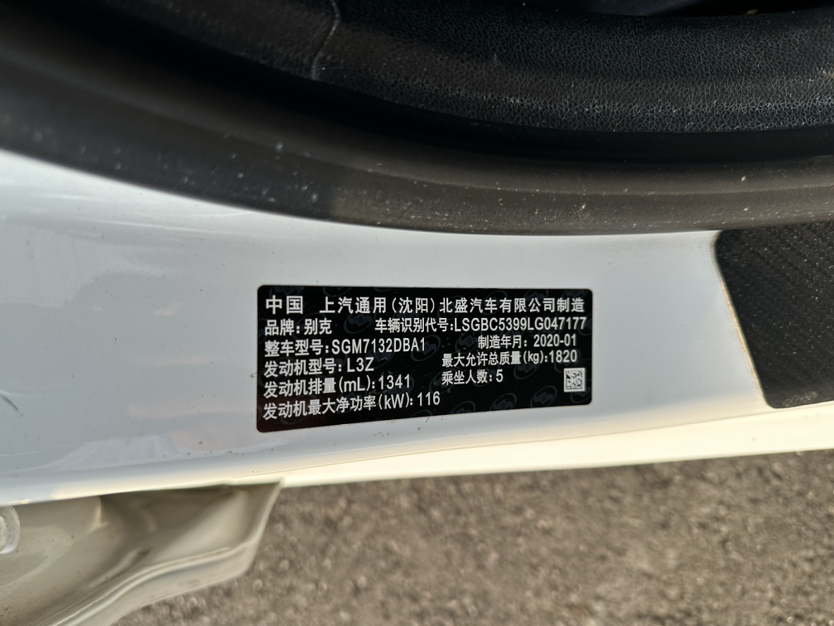 中国 上汽通用(沈阳)北盛汽车有限公司制造
品牌:别克 车辆识别代号:LSGBC5399LG047177
整车型号:SGM7132DBA1 制造年月:2020-01
发动机型号:L3Z 最大允许总质量(kg):1820
发动机排量(mL):1341 乘坐人数:5
发动机最大净功率(kW):116